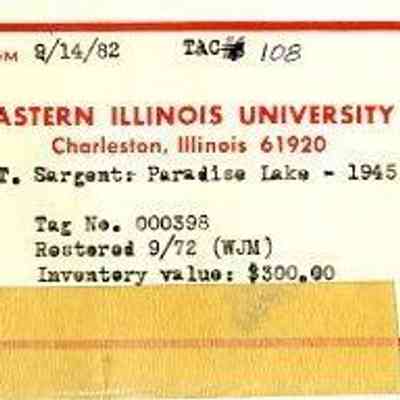 OM 9/14/82 TAC# 108
ASTERN ILLINOIS UNIVERSITY
Charleston, Illinois 61920
T. Sargent: Paradise Lake - 1945
Tag No. 000398
Restored 9/72 (WJM)
Inventory value: $300.00